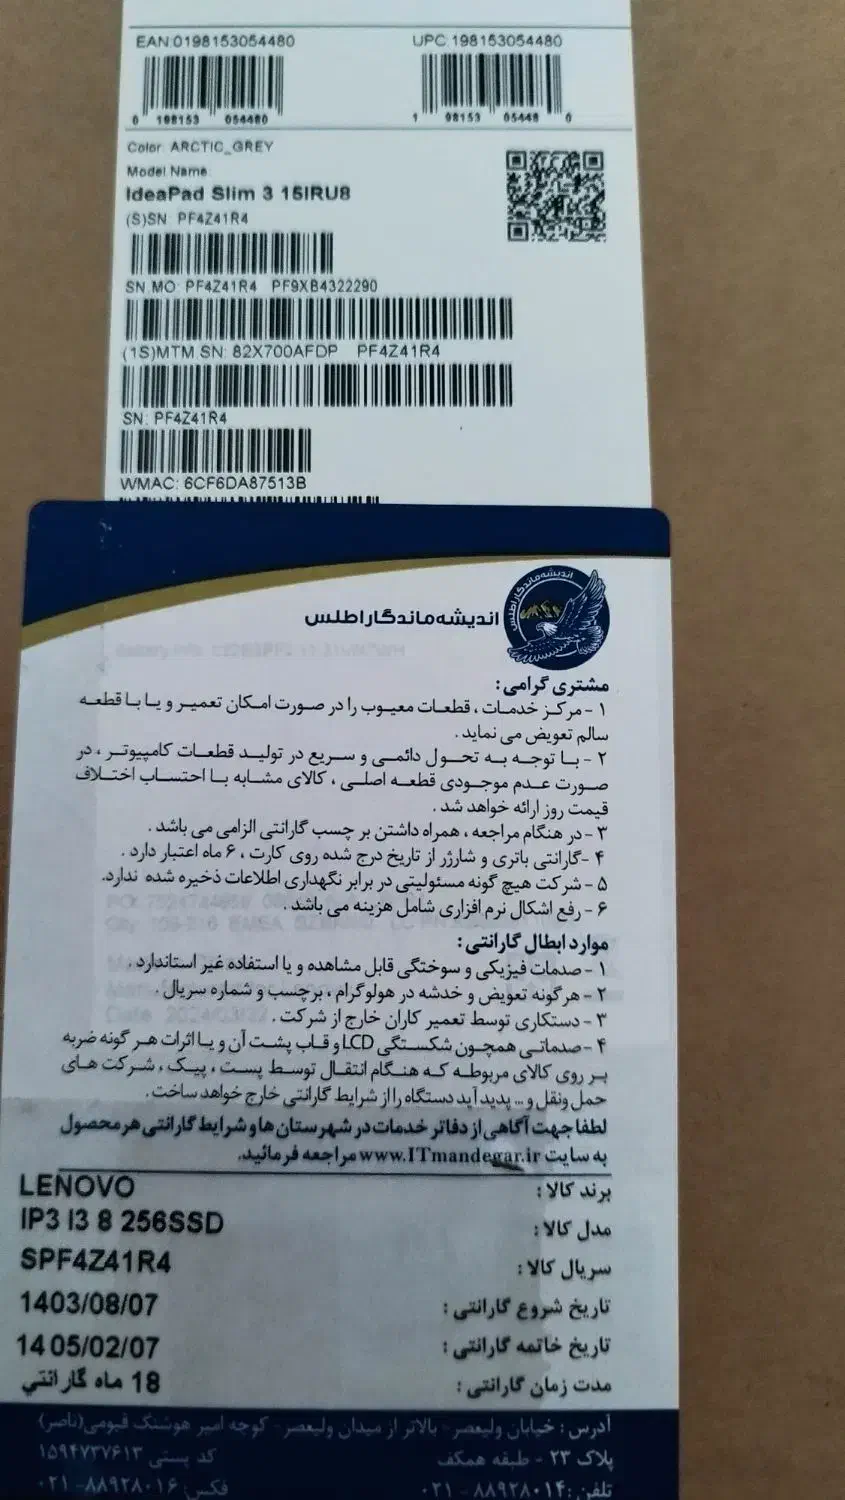 EAN:0198153054480
UPC:198153054480
0 198153 054480
1 98153 05448 0
Color: ARCTIC_GREY
Model Name:
IdeaPad Slim 3 15IRU8
(S)SN: PF4Z41R4
SN,MO: PF4Z41R4 PF9XB4322290
(1S)MTM,SN: 82X700AFDP PF4Z41R4
SN: PF4Z41R4
WMAC: 6CF6DA87513B
اندیشه ماندگار اطلس
مشتری گرامی :
۱ - مرکز خدمات ، قطعات معیوب را در صورت امکان تعمیر و یا با قطعه
سالم تعویض می نماید .
۲ - با توجه به تحول دائمی و سریع در تولید قطعات کامپیوتر ، در
صورت عدم موجودی قطعه اصلی ، کالای مشابه با احتساب اختلاف
قیمت روز ارائه خواهد شد .
۳ - در هنگام مراجعه ، همراه داشتن بر چسب گارانتی الزامی می باشد .
۴ - گارانتی باتری و شارژر از تاریخ درج شده روی کارت ، ۶ ماه اعتبار دارد .
۵ - شرکت هیچ گونه مسئولیتی در برابر نگهداری اطلاعات ذخیره شده ندارد.
۶ - رفع اشکال نرم افزاری شامل هزینه می باشد .
موارد ابطال گارانتی :
۱ - صدمات فیزیکی و سوختگی قابل مشاهده و یا استفاده غیر استاندارد .
۲ - هرگونه تعویض و خدشه در هولوگرام ، برچسب و شماره سریال .
۳ - دستکاری توسط تعمیر کاران خارج از شرکت .
۴ - صدماتی همچون شکستگی LCD و قاب پشت آن و یا اثرات هر گونه ضربه
بر روی کالای مربوطه که هنگام انتقال توسط پست ، پیک ، شرکت های
حمل ونقل و ... پدید آید دستگاه را از شرایط گارانتی خارج خواهد ساخت .
لطفا جهت آگاهی از دفاتر خدمات در شهرستان ها و شرایط گارانتی هر محصول
به سایت www.ITmandegar.ir مراجعه فرمائید.
برند کالا : LENOVO
مدل کالا : IP3 I3 8 256SSD
سریال کالا : SPF4Z41R4
تاریخ شروع گارانتی : 1403/08/07
تاریخ خاتمه گارانتی : 1405/02/07
مدت زمان گارانتی : 18 ماه گارانتي
آدرس : خیابان ولیعصر - بالاتر از میدان ولیعصر - کوچه امیر هوشنگ قیومی(ناصر)
پلاک ۲۳ - طبقه همکف
کد پستی ۱۵۹۴۷۳۷۶۱۳
تلفن : ۸۸۹۲۸۰۱۴ - ۰۲۱
فکس : ۸۸۹۲۸۰۱۶ - ۰۲۱